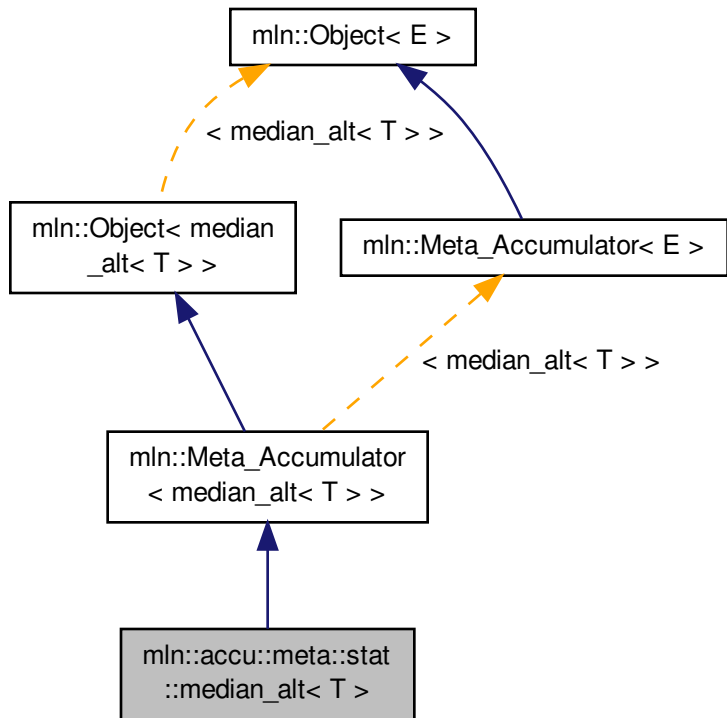 mln::Object< E >
< median_alt< T > >
mln::Object< median
_alt< T > >
mln::Meta_Accumulator< E >
< median_alt< T > >
mln::Meta_Accumulator
< median_alt< T > >
mln::accu::meta::stat
::median_alt< T >